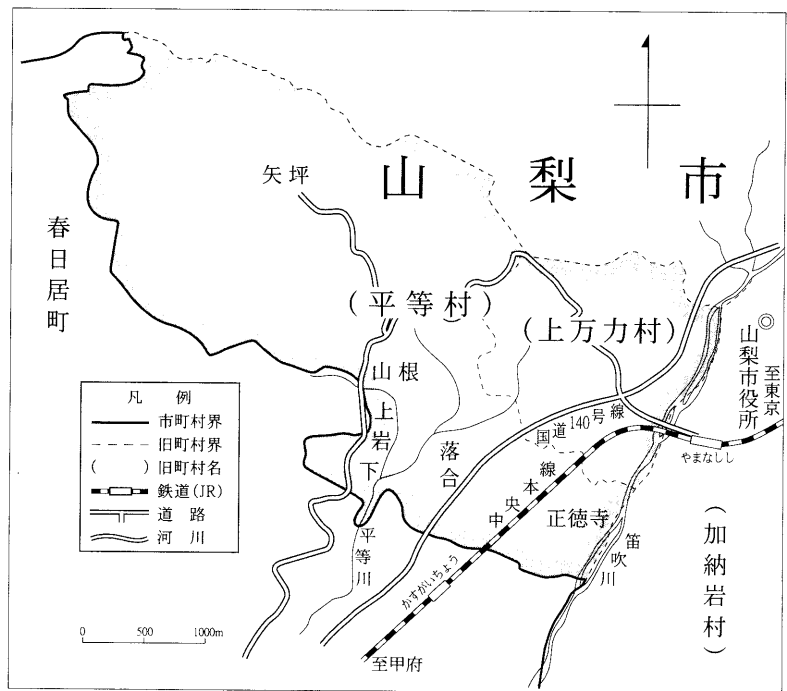 山梨市
矢坪
春日居町
(平等村)
(上万力村)
山梨市役所
至東京
山根
上岩下
落合
国道140号線
やまなしし
中央本線
正徳寺
笛吹川
(加納岩村)
平等川
かすがいちょう
至甲府
凡例
市町村界
旧町村界
( ) 旧町村名
鉄道(JR)
道路
河川
0 500 1000m